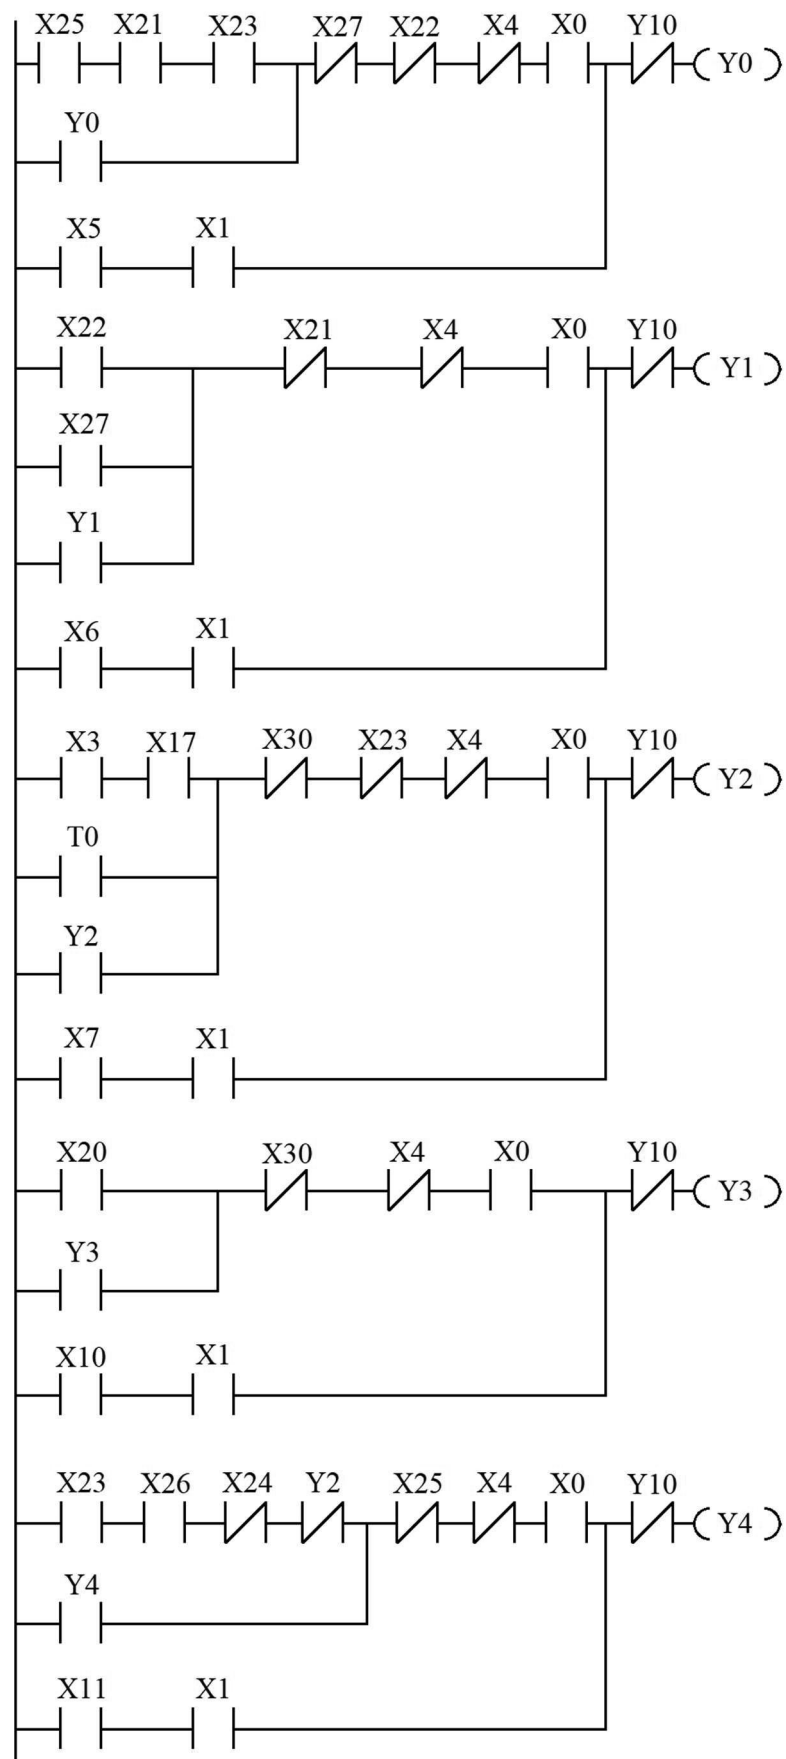 X25 X21 X23 X27 X22 X4 X0 Y10
Y0
Y0
X5 X1
X22 X21 X4 X0 Y10
Y1
X27
Y1
X6 X1
X3 X17 X30 X23 X4 X0 Y10
Y2
T0
Y2
X7 X1
X20 X30 X4 X0 Y10
Y3
Y3
X10 X1
X23 X26 X24 Y2 X25 X4 X0 Y10
Y4
Y4
X11 X1